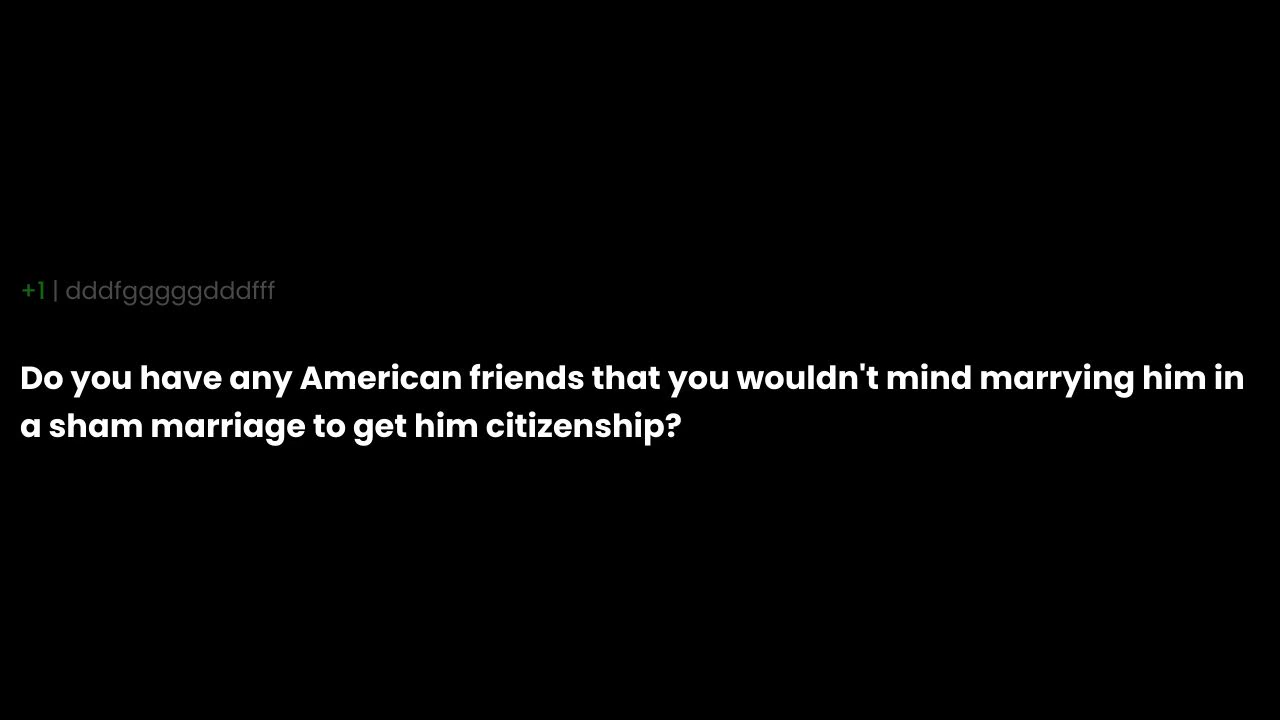 +1 | dddfgggggdddfff
Do you have any American friends that you wouldn't mind marrying him in
a sham marriage to get him citizenship?